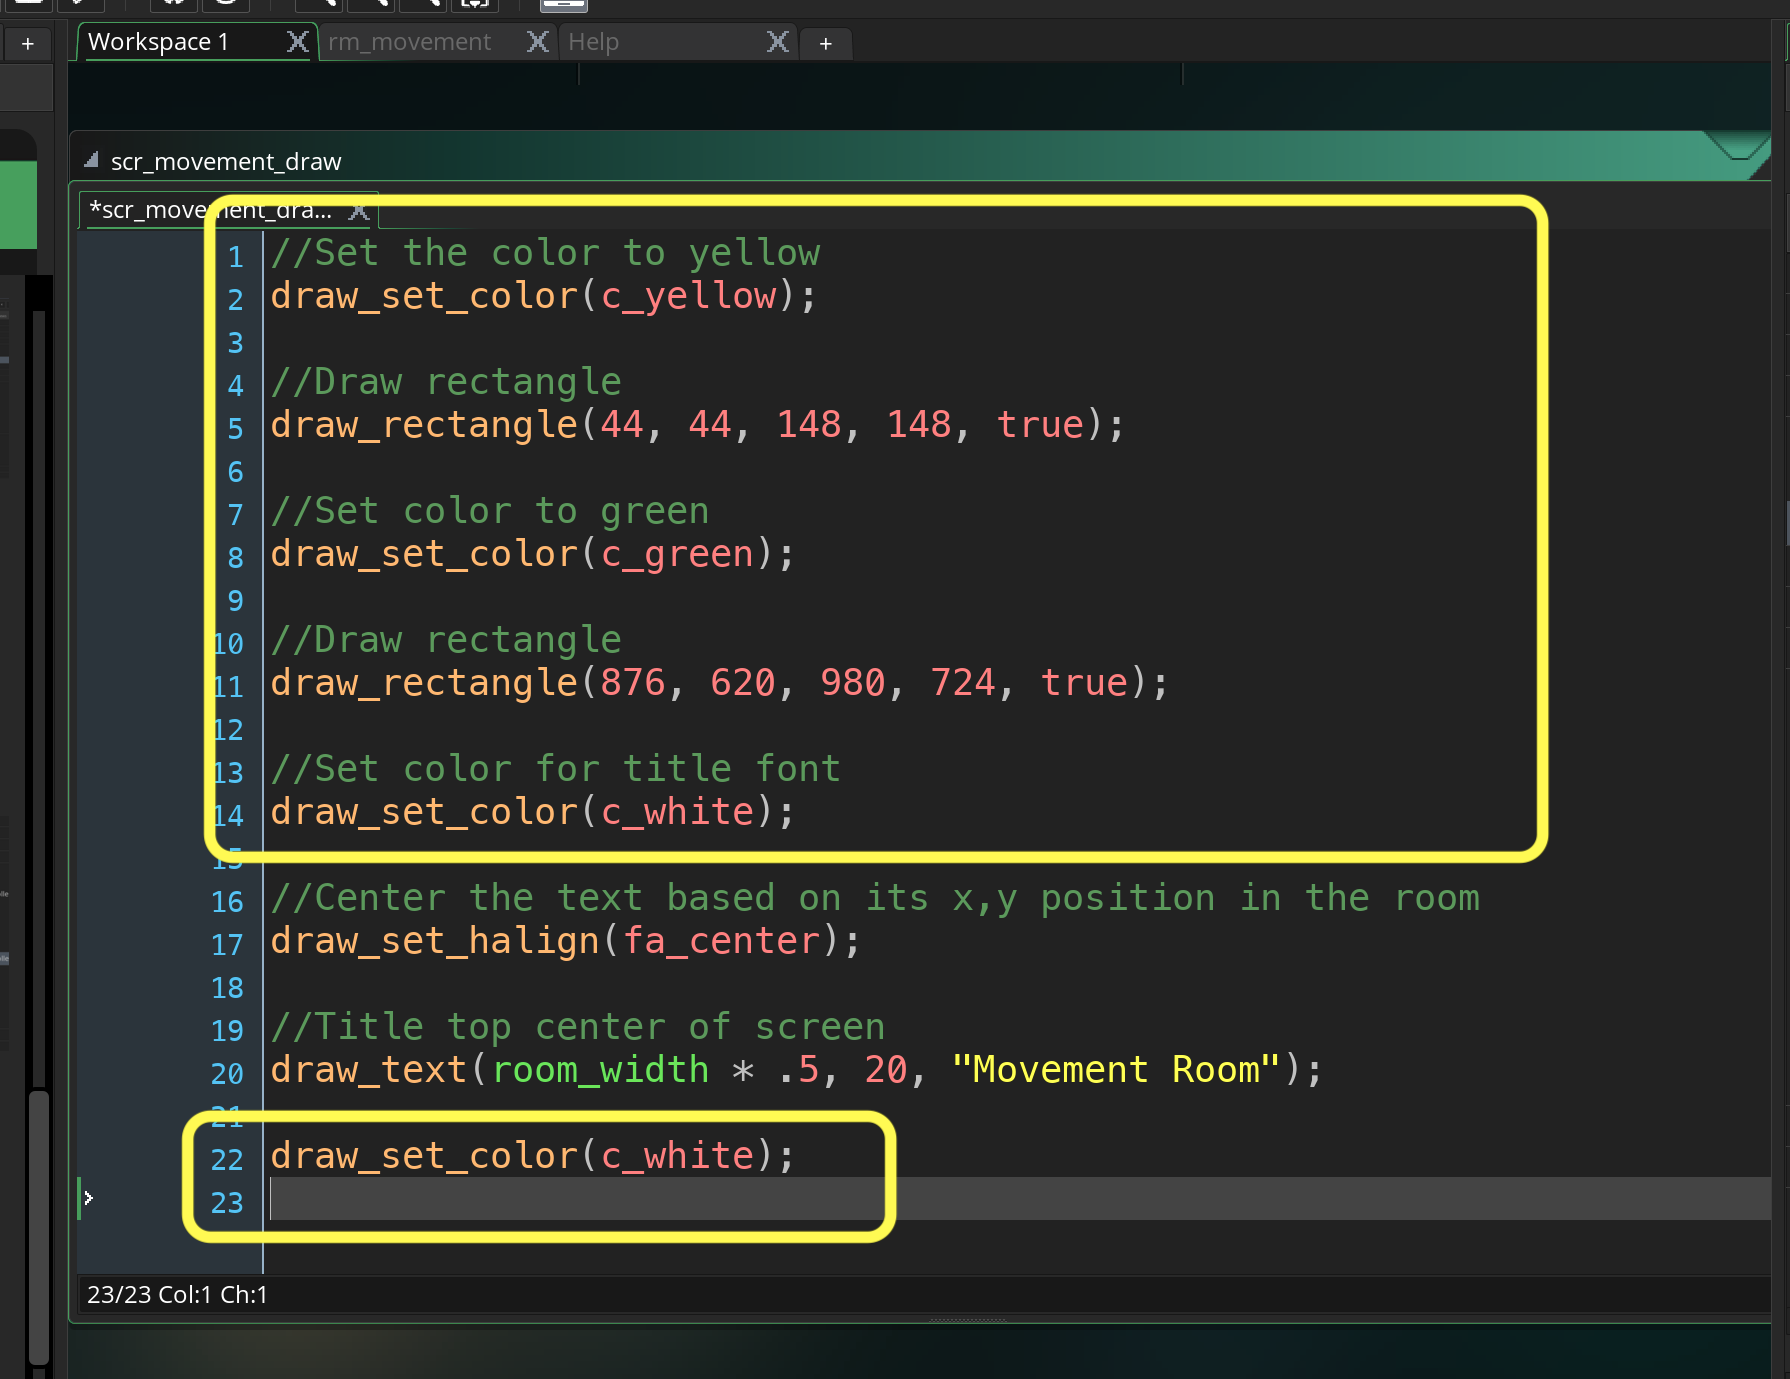 +
Workspace 1 X rm_movement X Help X +
scr_movement_draw
*scr_movement_dra... X
1 //Set the color to yellow
2 draw_set_color(c_yellow);
3
4 //Draw rectangle
5 draw_rectangle(44, 44, 148, 148, true);
6
7 //Set color to green
8 draw_set_color(c_green);
9
10 //Draw rectangle
11 draw_rectangle(876, 620, 980, 724, true);
12
13 //Set color for title font
14 draw_set_color(c_white);
15
16 //Center the text based on its x,y position in the room
17 draw_set_halign(fa_center);
18
19 //Title top center of screen
20 draw_text(room_width * .5, 20, "Movement Room");
21
22 draw_set_color(c_white);
23
23/23 Col:1 Ch:1